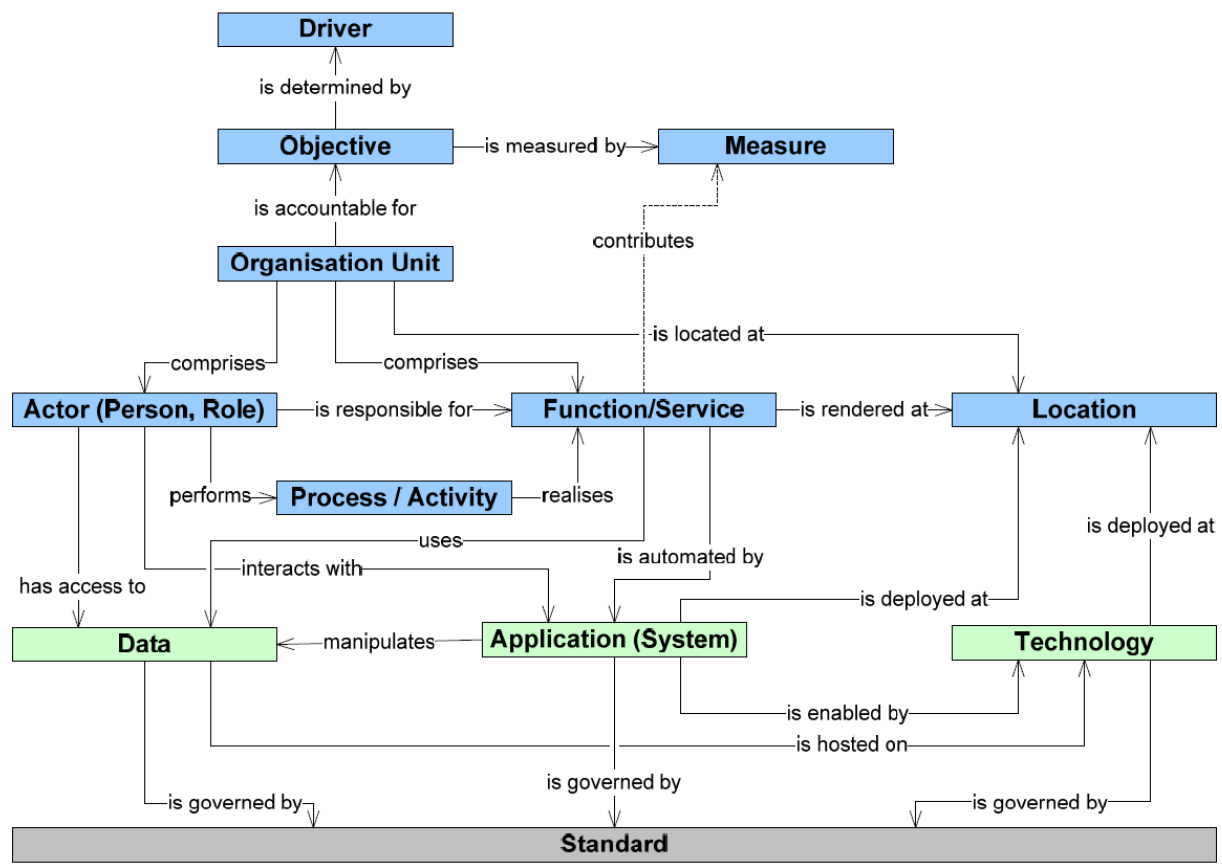 Driver
is determined by
Objective
is measured by
Measure
is accountable for
contributes
Organisation Unit
is located at
comprises
comprises
Actor (Person, Role)
is responsible for
Function/Service
is rendered at
Location
performs
Process / Activity
realises
is deployed at
uses
is automated by
interacts with
has access to
is deployed at
Data
manipulates
Application (System)
Technology
is enabled by
is hosted on
is governed by
is governed by
is governed by
Standard